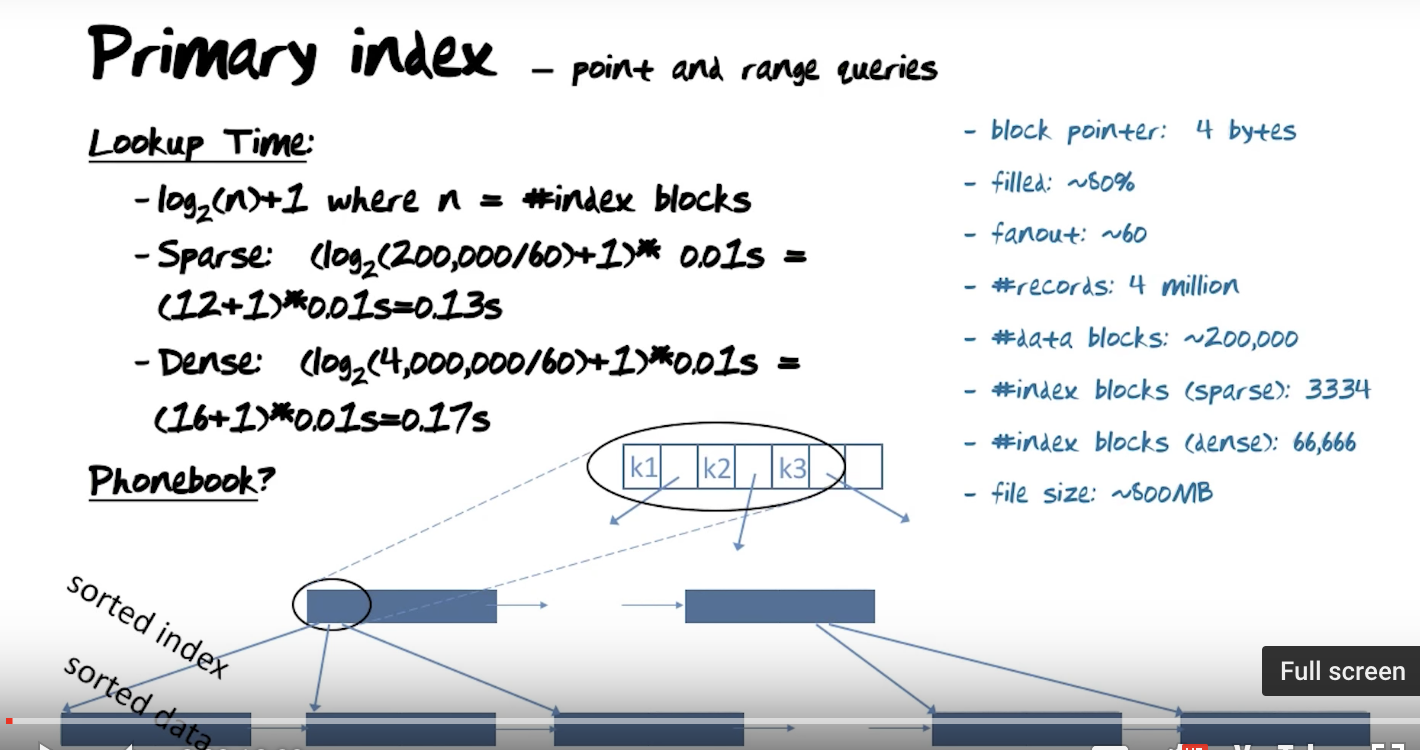 Primary index – point and range queries
Lookup Time:
- log₂(n)+1 where n = #index blocks
- Sparse: (log₂(200,000/60)+1)* 0.01s =
(12+1)*0.01s=0.13s
- Dense: (log₂(4,000,000/60)+1)*0.01s =
(16+1)*0.01s=0.17s
Phonebook?
- block pointer: 4 bytes
- filled: ~80%
- fanout: ~60
- #records: 4 million
- #data blocks: ~200,000
- #index blocks (sparse): 3334
- #index blocks (dense): 66,666
- file size: ~800MB
k1 k2 k3
sorted index
sorted data
Full screen